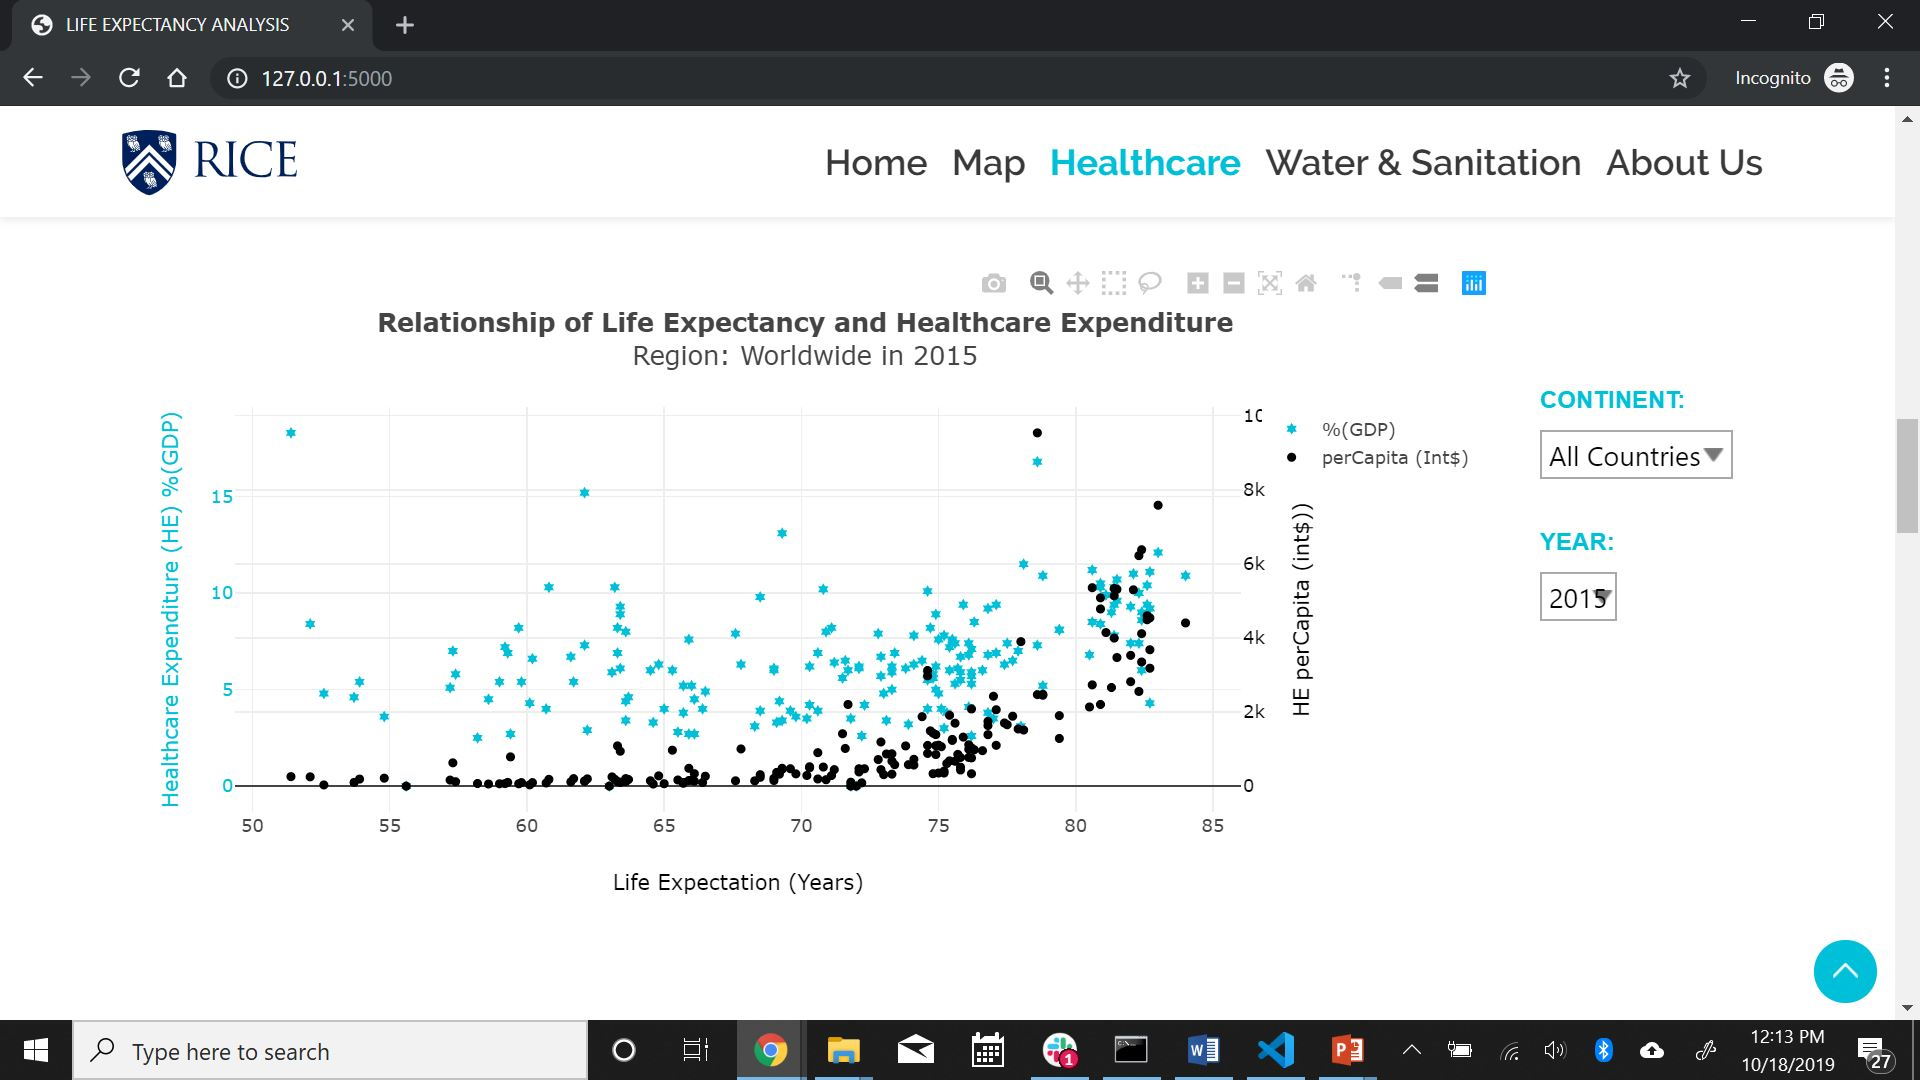 LIFE EXPECTANCY ANALYSIS
127.0.0.1:5000
Incognito
RICE
Home Map Healthcare Water & Sanitation About Us
Relationship of Life Expectancy and Healthcare Expenditure
Region: Worldwide in 2015
Healthcare Expenditure (HE) %(GDP)
15
10
5
0
10
8k
6k
4k
2k
0
HE perCapita (int$))
50 55 60 65 70 75 80 85
Life Expectation (Years)
%(GDP)
perCapita (Int$)
CONTINENT:
All Countries
YEAR:
2015
Type here to search
1
12:13 PM
10/18/2019
27